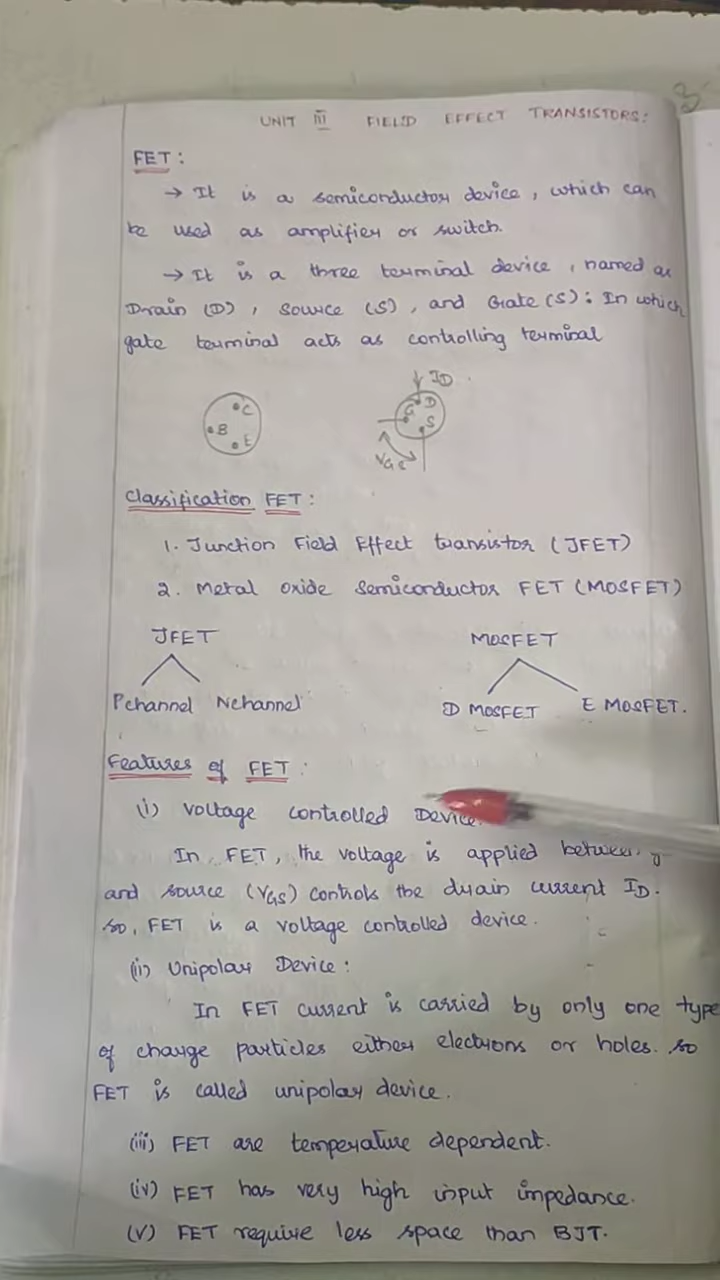 3
UNIT III FIELD EFFECT TRANSISTORS:
FET:
→ It is a semiconductor device, which can
be used as amplifier or switch.
→ It is a three terminal device, named as
Drain (D), Source (S), and Gate (S): In which
gate terminal acts as controlling terminal
C
B
E
ID
D
G
S
VGS
Classification FET:
1. Junction Field Effect transistor (JFET)
2. Metal oxide semiconductor FET (MOSFET)
JFET MOSFET
Pchannel Nchannel D MOSFET E MOSFET.
Features of FET:
(i) Voltage controlled Device
In FET, the voltage is applied between
and source (VGS) controls the drain current ID.
so, FET is a voltage controlled device.
(ii) Unipolar Device:
In FET current is carried by only one type
of charge particles either electrons or holes. so
FET is called unipolar device.
(iii) FET are temperature dependent.
(iv) FET has very high input impedance.
(v) FET require less space than BJT.